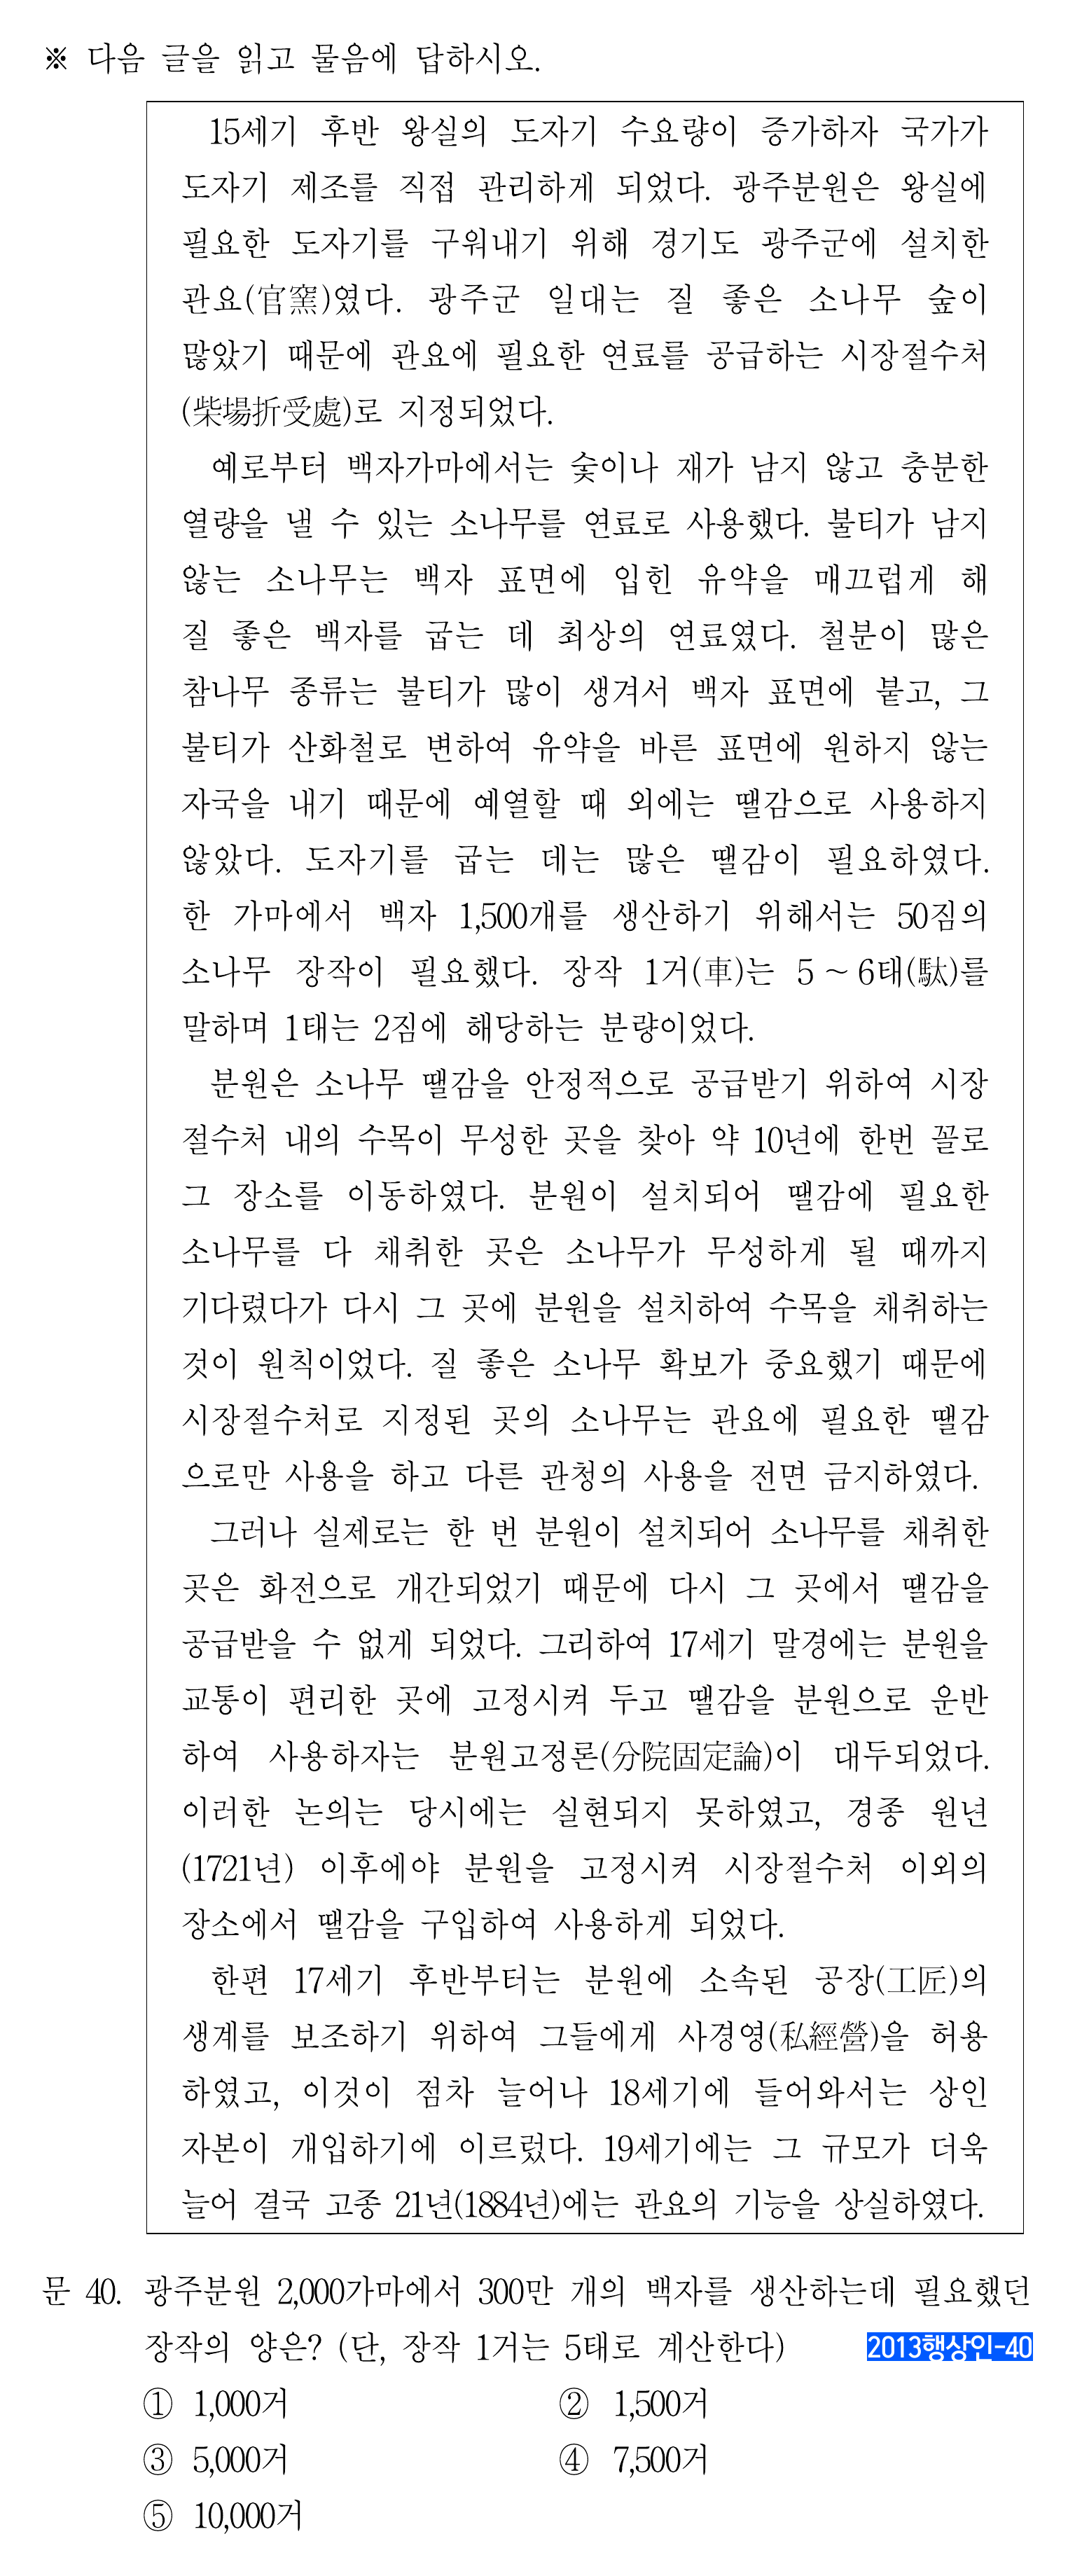 ※ 다음 글을 읽고 물음에 답하시오.
15세기 후반 왕실의 도자기 수요량이 증가하자 국가가
도자기 제조를 직접 관리하게 되었다. 광주분원은 왕실에
필요한 도자기를 구워내기 위해 경기도 광주군에 설치한
관요(官窯)였다. 광주군 일대는 질 좋은 소나무 숲이
많았기 때문에 관요에 필요한 연료를 공급하는 시장절수처
(柴場折受處)로 지정되었다.
예로부터 백자가마에서는 숯이나 재가 남지 않고 충분한
열량을 낼 수 있는 소나무를 연료로 사용했다. 불티가 남지
않는 소나무는 백자 표면에 입힌 유약을 매끄럽게 해
질 좋은 백자를 굽는 데 최상의 연료였다. 철분이 많은
참나무 종류는 불티가 많이 생겨서 백자 표면에 붙고, 그
불티가 산화철로 변하여 유약을 바른 표면에 원하지 않는
자국을 내기 때문에 예열할 때 외에는 땔감으로 사용하지
않았다. 도자기를 굽는 데는 많은 땔감이 필요하였다.
한 가마에서 백자 1,500개를 생산하기 위해서는 50짐의
소나무 장작이 필요했다. 장작 1거(車)는 5 ~ 6태(駄)를
말하며 1태는 2짐에 해당하는 분량이었다.
분원은 소나무 땔감을 안정적으로 공급받기 위하여 시장
절수처 내의 수목이 무성한 곳을 찾아 약 10년에 한번 꼴로
그 장소를 이동하였다. 분원이 설치되어 땔감에 필요한
소나무를 다 채취한 곳은 소나무가 무성하게 될 때까지
기다렸다가 다시 그 곳에 분원을 설치하여 수목을 채취하는
것이 원칙이었다. 질 좋은 소나무 확보가 중요했기 때문에
시장절수처로 지정된 곳의 소나무는 관요에 필요한 땔감
으로만 사용을 하고 다른 관청의 사용을 전면 금지하였다.
그러나 실제로는 한 번 분원이 설치되어 소나무를 채취한
곳은 화전으로 개간되었기 때문에 다시 그 곳에서 땔감을
공급받을 수 없게 되었다. 그리하여 17세기 말경에는 분원을
교통이 편리한 곳에 고정시켜 두고 땔감을 분원으로 운반
하여 사용하자는 분원고정론(分院固定論)이 대두되었다.
이러한 논의는 당시에는 실현되지 못하였고, 경종 원년
(1721년) 이후에야 분원을 고정시켜 시장절수처 이외의
장소에서 땔감을 구입하여 사용하게 되었다.
한편 17세기 후반부터는 분원에 소속된 공장(工匠)의
생계를 보조하기 위하여 그들에게 사경영(私經營)을 허용
하였고, 이것이 점차 늘어나 18세기에 들어와서는 상인
자본이 개입하기에 이르렀다. 19세기에는 그 규모가 더욱
늘어 결국 고종 21년(1884년)에는 관요의 기능을 상실하였다.
문 40. 광주분원 2,000가마에서 300만 개의 백자를 생산하는데 필요했던
장작의 양은? (단, 장작 1거는 5태로 계산한다) 2013행상인-40
① 1,000거 ② 1,500거
③ 5,000거 ④ 7,500거
⑤ 10,000거